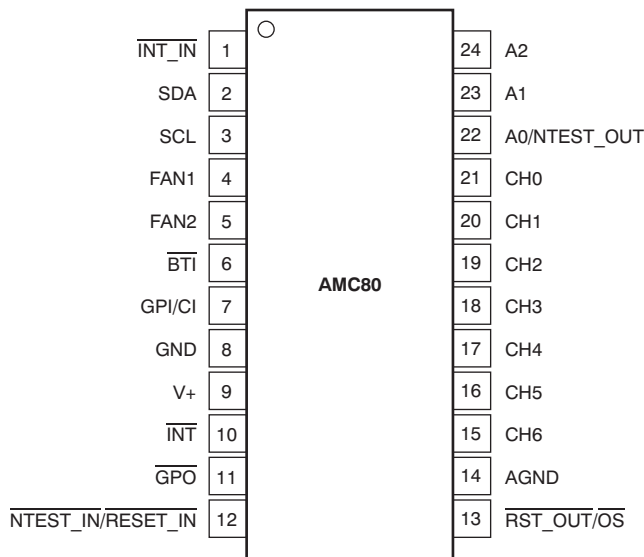 INT_IN 1 24 A2
SDA 2 23 A1
SCL 3 22 A0/NTEST_OUT
FAN1 4 21 CH0
FAN2 5 20 CH1
BTI 6 19 CH2
AMC80
GPI/CI 7 18 CH3
GND 8 17 CH4
V+ 9 16 CH5
INT 10 15 CH6
GPO 11 14 AGND
NTEST_IN/RESET_IN 12 13 RST_OUT/OS